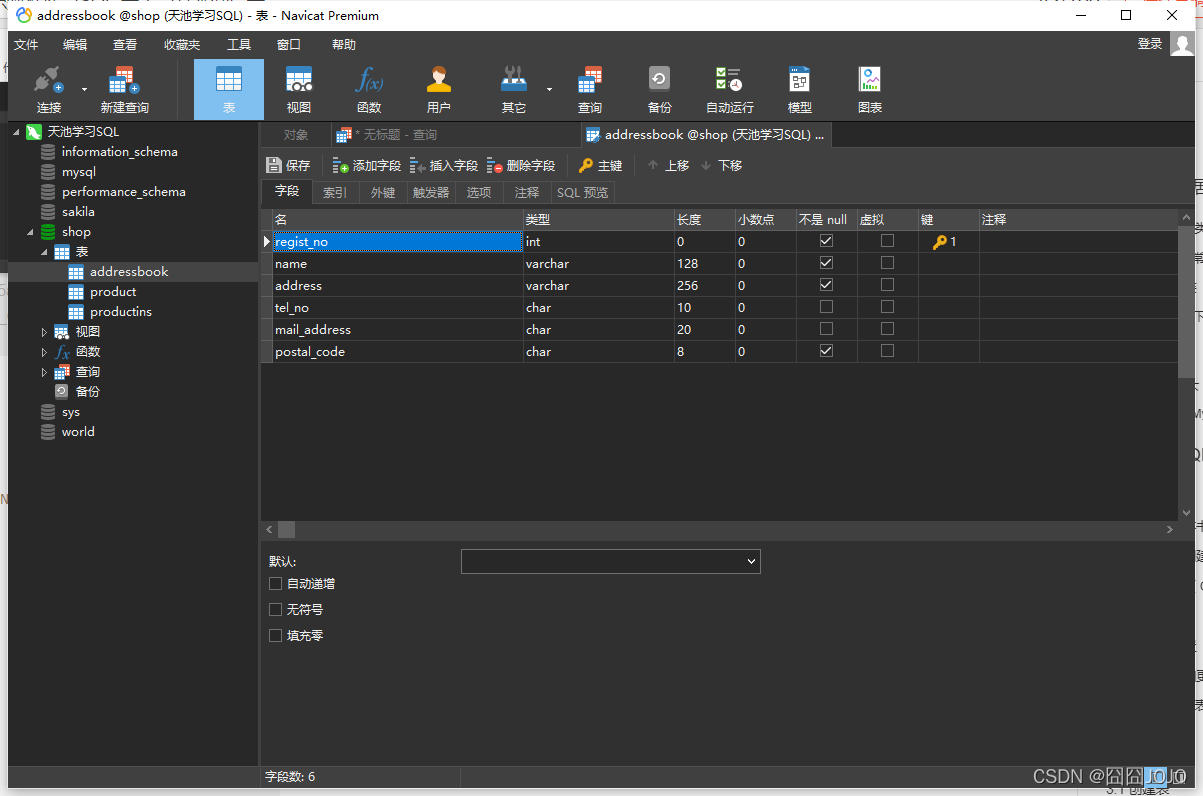 addressbook @shop (天池学习SQL) - 表 - Navicat Premium
文件 编辑 查看 收藏夹 工具 窗口 帮助 登录
连接 新建查询 表 视图 函数 用户 其它 查询 备份 自动运行 模型 图表
天池学习SQL
information_schema
mysql
performance_schema
sakila
shop
表
addressbook
product
productins
视图
函数
查询
备份
sys
world
对象 * 无标题 - 查询 addressbook @shop (天池学习SQL) ...
保存 添加字段 插入字段 删除字段 主键 上移 下移
字段 索引 外键 触发器 选项 注释 SQL 预览
名 类型 长度 小数点 不是 null 虚拟 键 注释
regist_no int 0 0 1
name varchar 128 0
address varchar 256 0
tel_no char 10 0
mail_address char 20 0
postal_code char 8 0
默认:
自动递增
无符号
填充零
字段数: 6
CSDN @囧囧JOJO
3.1 创建表